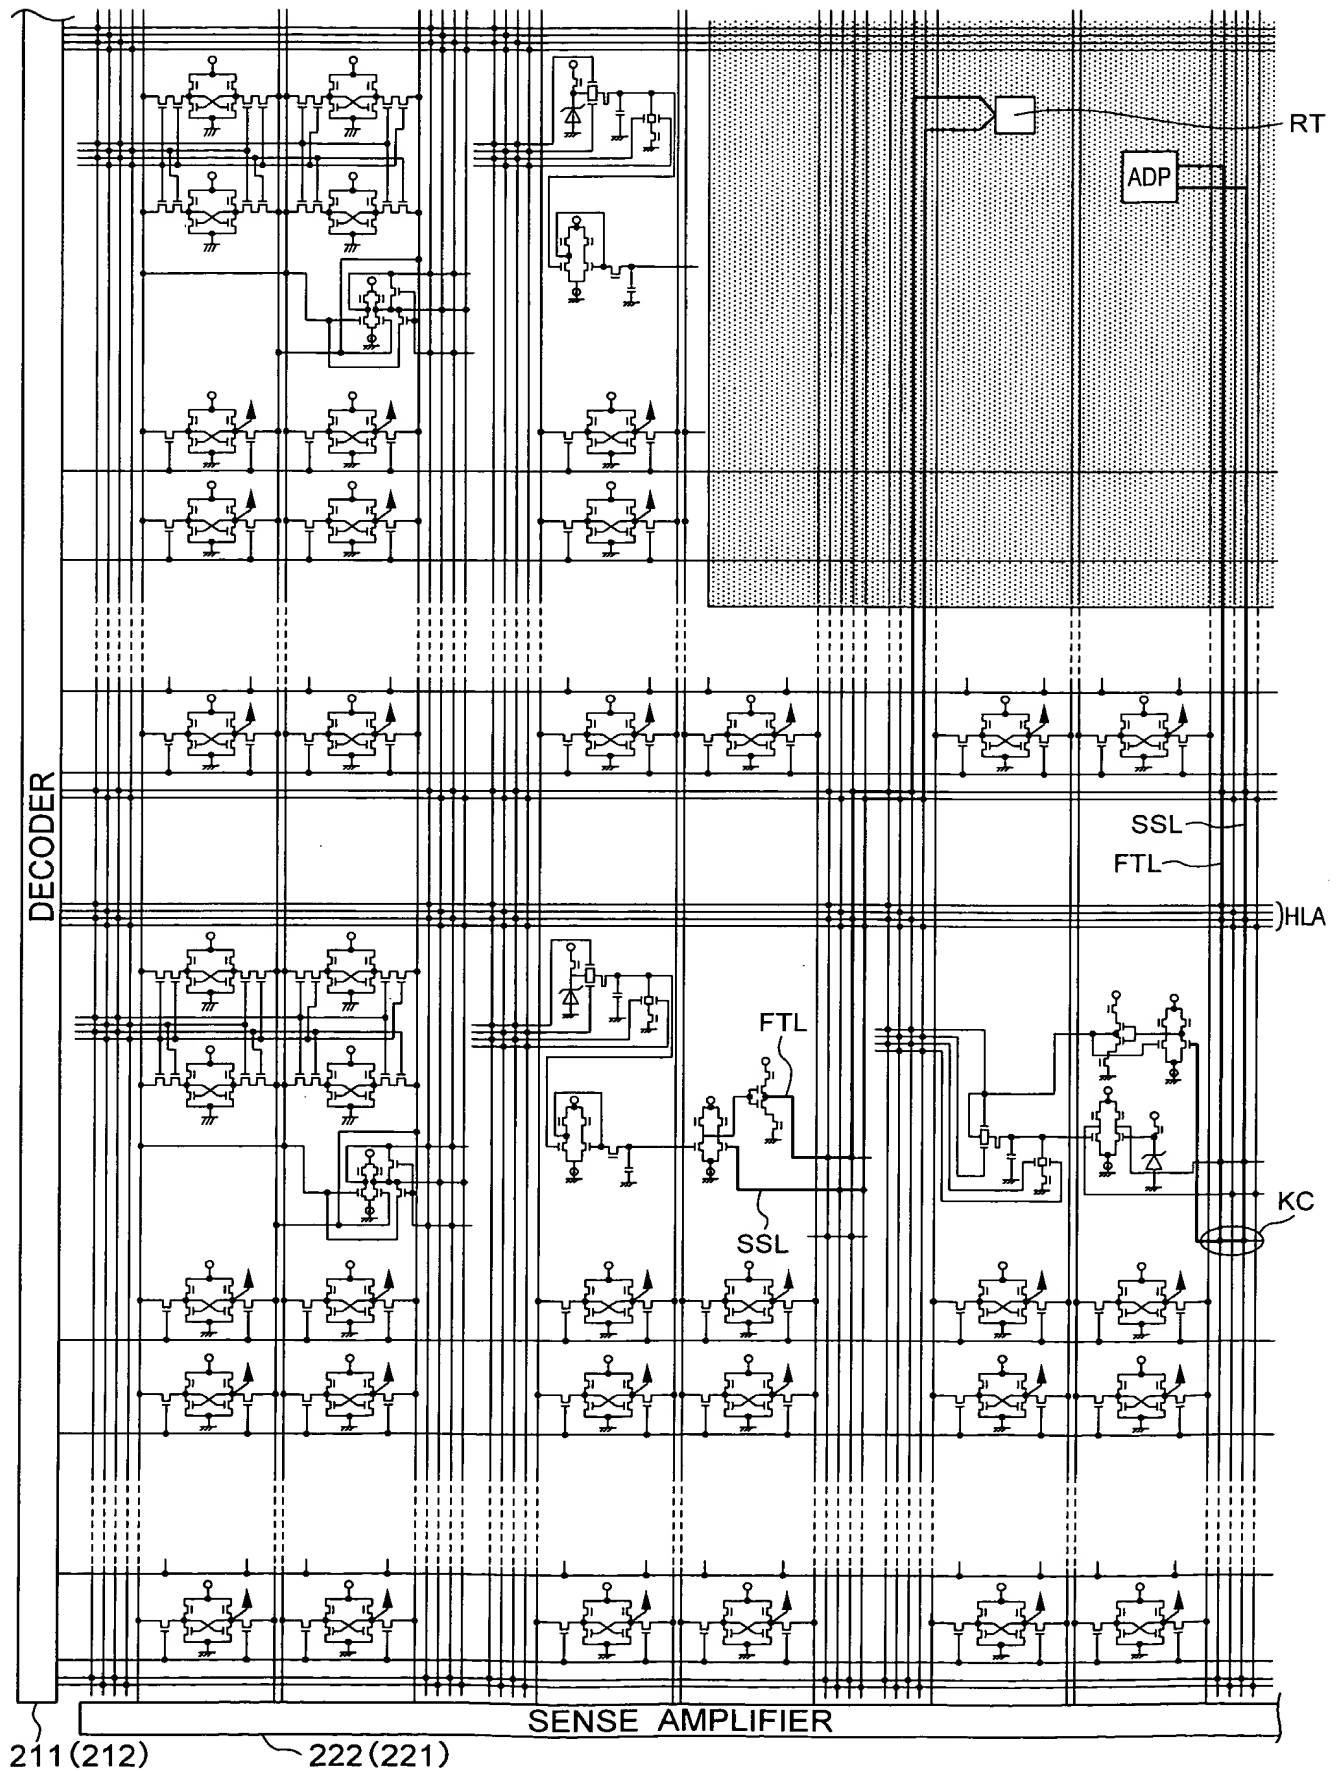 RT
ADP
DECODER
SSL
FTL
HLA
FTL
SSL
KC
SENSE AMPLIFIER
211(212)
222(221)